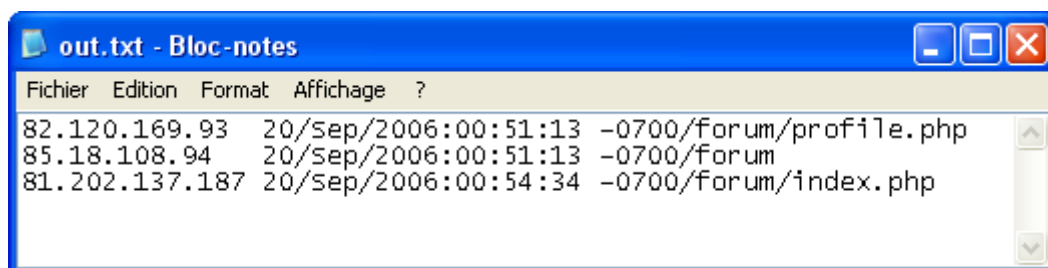 out.txt - Bloc-notes
Fichier Edition Format Affichage ?
82.120.169.93 20/Sep/2006:00:51:13 -0700/forum/profile.php
85.18.108.94 20/Sep/2006:00:51:13 -0700/forum
81.202.137.187 20/Sep/2006:00:54:34 -0700/forum/index.php